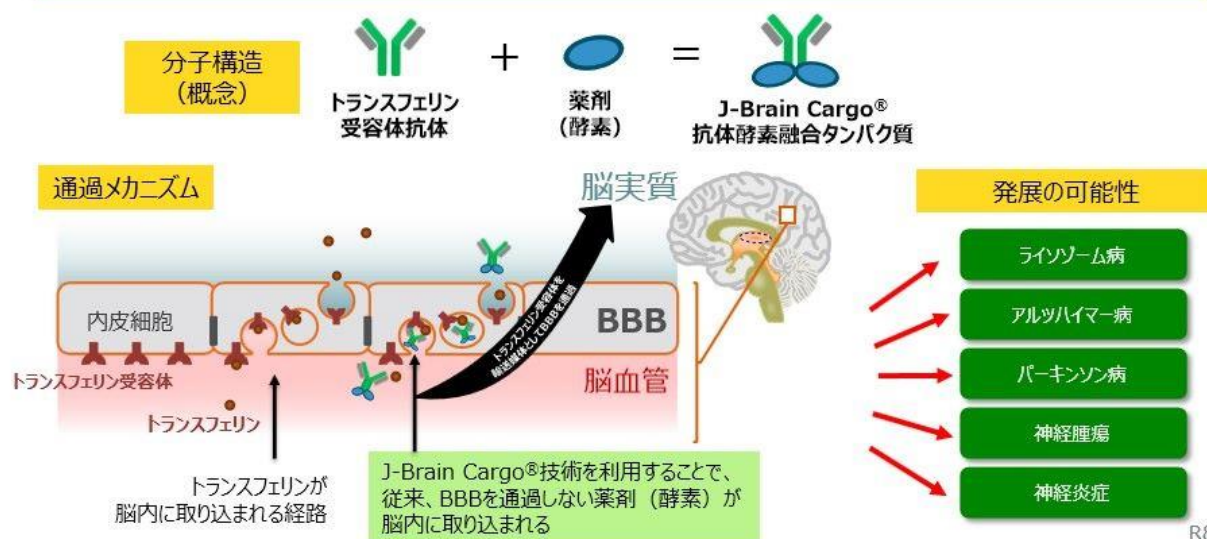 分子構造
（概念）
トランスフェリン
受容体抗体
+
薬剤
（酵素）
=
J-Brain Cargo®
抗体酵素融合タンパク質
通過メカニズム
脳実質
内皮細胞
BBB
トランスフェリン受容体
脳血管
トランスフェリン
トランスフェリン受容体を
輸送媒体としてBBBを通過
トランスフェリンが
脳内に取り込まれる経路
J-Brain Cargo®技術を利用することで、
従来、BBBを通過しない薬剤（酵素）が
脳内に取り込まれる
発展の可能性
ライソゾーム病
アルツハイマー病
パーキンソン病
神経腫瘍
神経炎症